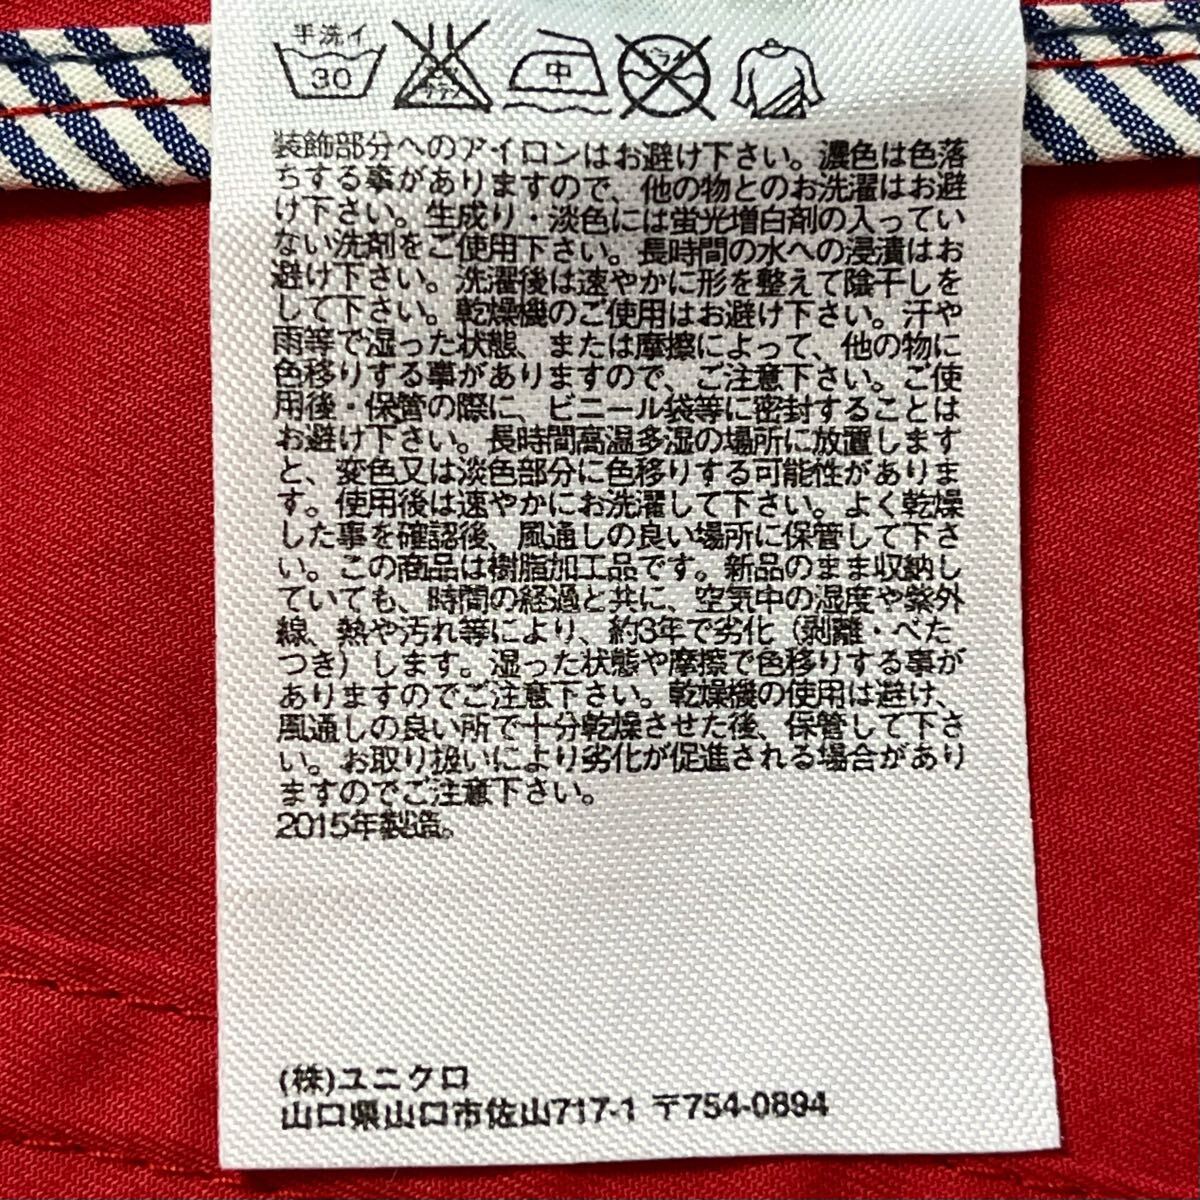 手洗イ
30
エンソ
サラシ
中
ドライ
装飾部分へのアイロンはお避け下さい。濃色は色落
ちする事がありますので、他の物とのお洗濯はお避
け下さい。生成り・淡色には蛍光増白剤の入ってい
ない洗剤をご使用下さい。長時間の水への浸漬はお
避け下さい。洗濯後は速やかに形を整えて陰干しを
して下さい。乾燥機のご使用はお避け下さい。汗や
雨等で湿った状態、または摩擦によって、他の物に
色移りする事がありますので、ご注意下さい。ご使
用後・保管の際に、ビニール袋等に密封することは
お避け下さい。長時間高温多湿の場所に放置します
と、変色又は淡色部分に色移りする可能性がありま
す。使用後は速やかにお洗濯して下さい。よく乾燥
した事を確認後、風通しの良い場所に保管して下さ
い。この商品は樹脂加工品です。新品のまま収納し
ていても、時間の経過と共に、空気中の湿度や紫外
線、熱や汚れ等により、約3年で劣化（剥離・べた
つき）します。湿った状態や摩擦で色移りする事が
ありますのでご注意下さい。乾燥機の使用は避け、
風通しの良い所で十分乾燥させた後、保管して下さ
い。お取り扱いにより劣化が促進される場合があり
ますのでご注意下さい。
2015年製造。
(株)ユニクロ
山口県山口市佐山717-1 〒754-0894